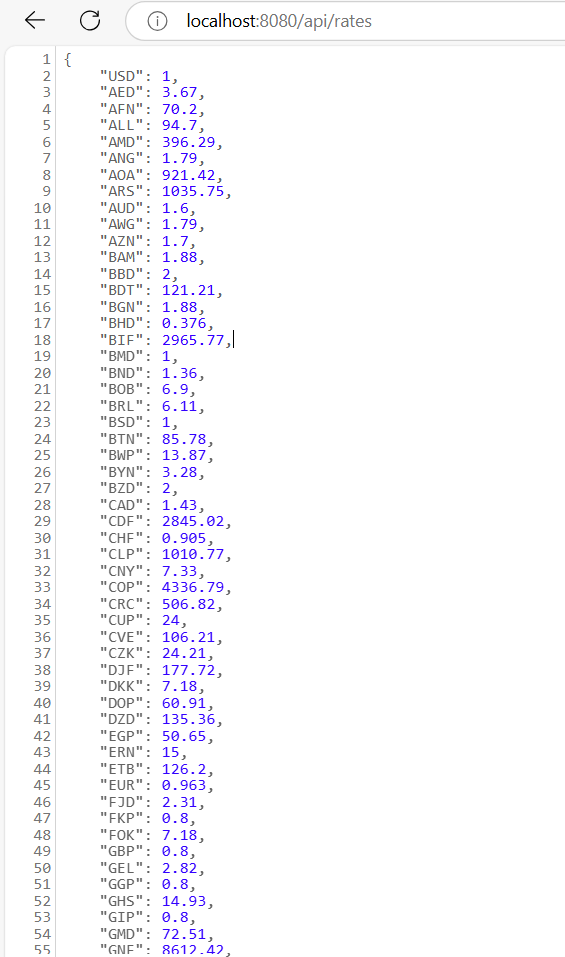 localhost:8080/api/rates
1 {
2 "USD": 1,
3 "AED": 3.67,
4 "AFN": 70.2,
5 "ALL": 94.7,
6 "AMD": 396.29,
7 "ANG": 1.79,
8 "AOA": 921.42,
9 "ARS": 1035.75,
10 "AUD": 1.6,
11 "AWG": 1.79,
12 "AZN": 1.7,
13 "BAM": 1.88,
14 "BBD": 2,
15 "BDT": 121.21,
16 "BGN": 1.88,
17 "BHD": 0.376,
18 "BIF": 2965.77,
19 "BMD": 1,
20 "BND": 1.36,
21 "BOB": 6.9,
22 "BRL": 6.11,
23 "BSD": 1,
24 "BTN": 85.78,
25 "BWP": 13.87,
26 "BYN": 3.28,
27 "BZD": 2,
28 "CAD": 1.43,
29 "CDF": 2845.02,
30 "CHF": 0.905,
31 "CLP": 1010.77,
32 "CNY": 7.33,
33 "COP": 4336.79,
34 "CRC": 506.82,
35 "CUP": 24,
36 "CVE": 106.21,
37 "CZK": 24.21,
38 "DJF": 177.72,
39 "DKK": 7.18,
40 "DOP": 60.91,
41 "DZD": 135.36,
42 "EGP": 50.65,
43 "ERN": 15,
44 "ETB": 126.2,
45 "EUR": 0.963,
46 "FJD": 2.31,
47 "FKP": 0.8,
48 "FOK": 7.18,
49 "GBP": 0.8,
50 "GEL": 2.82,
51 "GGP": 0.8,
52 "GHS": 14.93,
53 "GIP": 0.8,
54 "GMD": 72.51,
55 "GNF": 8612.42,